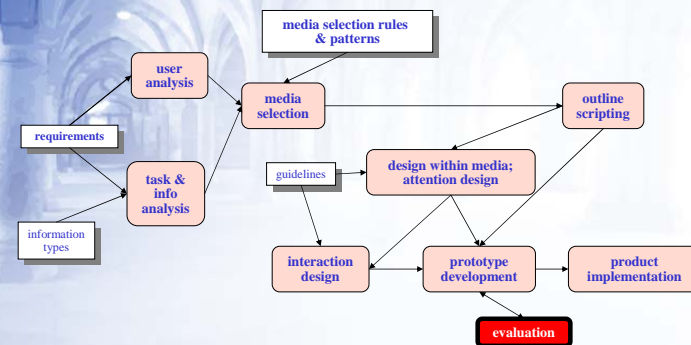 media selection rules
& patterns
user
analysis
media
selection
outline
scripting
requirements
task &
info
analysis
guidelines
design within media;
attention design
information
types
interaction
design
prototype
development
product
implementation
evaluation